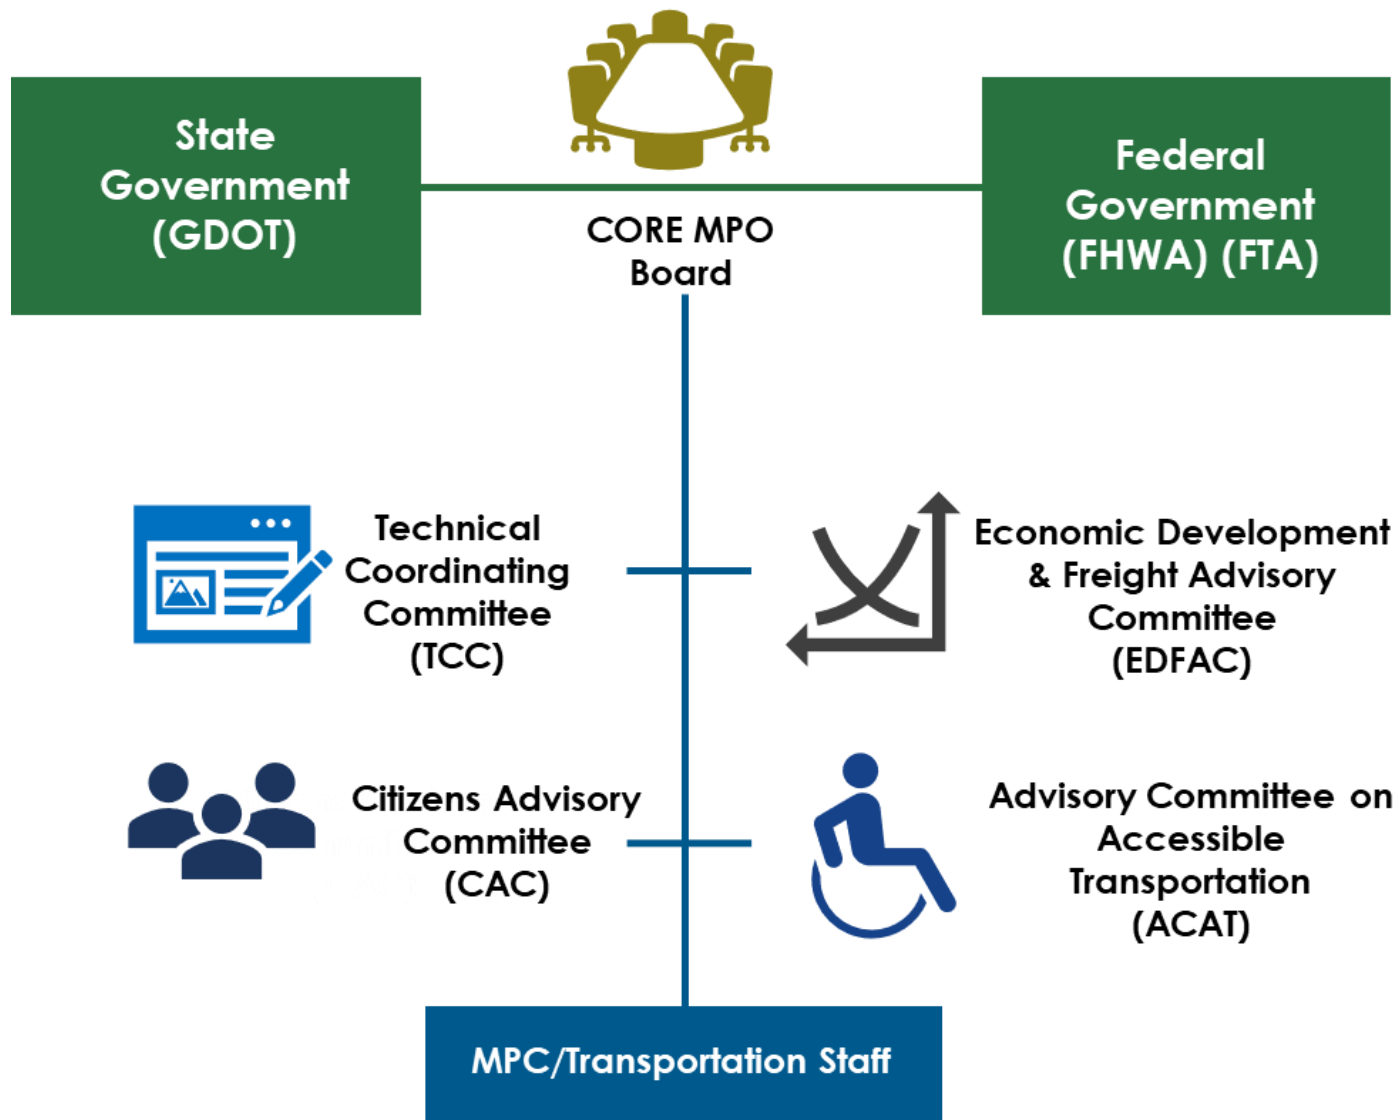 State
Government
(GDOT)
CORE MPO
Board
Federal
Government
(FHWA) (FTA)
Technical
Coordinating
Committee
(TCC)
Economic Development
& Freight Advisory
Committee
(EDFAC)
Citizens Advisory
Committee
(CAC)
Advisory Committee on
Accessible
Transportation
(ACAT)
MPC/Transportation Staff